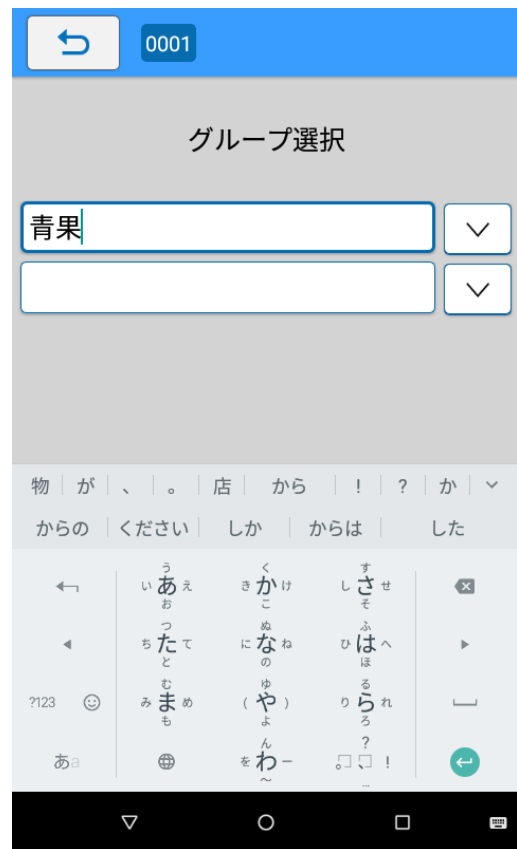 0001
グループ選択
青果
物 が 、 。 店 から ! ? か
からの ください しか からは した
う く す
い あ え き か け し さ せ
お こ そ
つ ぬ ふ
ち た て に な ね ひ は へ
と の ほ
む ゆ る
?123 み ま め ( や ) り ら れ
も よ ろ
ん ?
あa を わ ー 。 、 !
〜 …